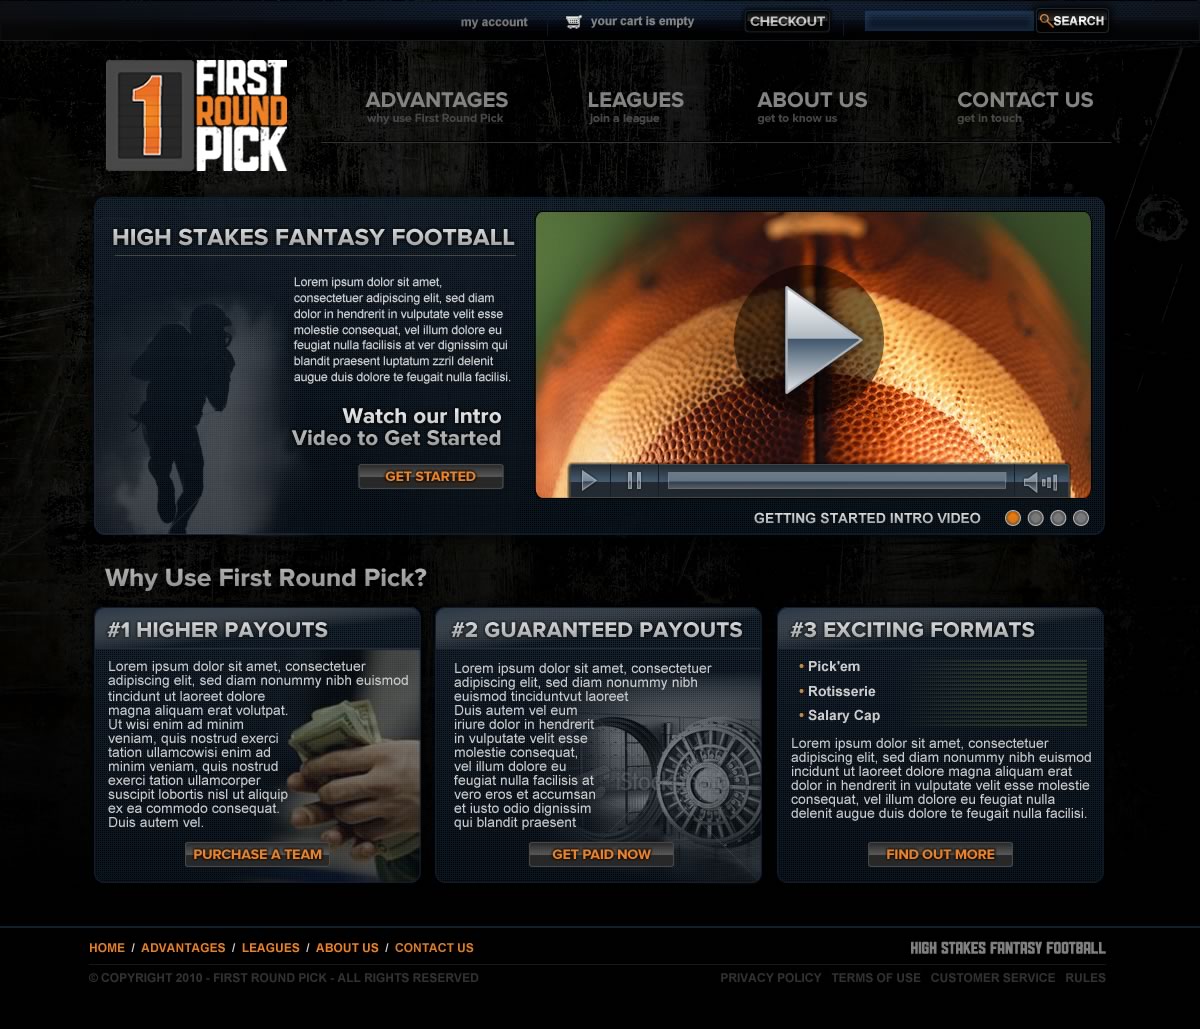 my account
your cart is empty
CHECKOUT
SEARCH
1
FIRST
ROUND
PICK
ADVANTAGES
why use First Round Pick
LEAGUES
join a league
ABOUT US
get to know us
CONTACT US
get in touch
HIGH STAKES FANTASY FOOTBALL
Lorem ipsum dolor sit amet,
consectetuer adipiscing elit, sed diam
dolor in hendrerit in vulputate velit esse
molestie consequat, vel illum dolore eu
feugiat nulla facilisis at ver dignissim qui
blandit praesent luptatum zzril delenit
augue duis dolore te feugait nulla facilisi.
Watch our Intro
Video to Get Started
GET STARTED
GETTING STARTED INTRO VIDEO
Why Use First Round Pick?
#1 HIGHER PAYOUTS
Lorem ipsum dolor sit amet, consectetuer
adipiscing elit, sed diam nonummy nibh euismod
tincidunt ut laoreet dolore
magna aliquam erat volutpat.
Ut wisi enim ad minim
veniam, quis nostrud exerci
tation ullamcowisi enim ad
minim veniam, quis nostrud
exerci tation ullamcorper
suscipit lobortis nisl ut aliquip
ex ea commodo consequat.
Duis autem vel.
PURCHASE A TEAM
#2 GUARANTEED PAYOUTS
Lorem ipsum dolor sit amet, consectetuer
adipiscing elit, sed diam nonummy nibh
euismod tinciduntvut laoreet
Duis autem vel eum
iriure dolor in hendrerit
in vulputate velit esse
molestie consequat,
vel illum dolore eu
feugiat nulla facilisis at
vero eros et accumsan
et iusto odio dignissim
qui blandit praesent
GET PAID NOW
#3 EXCITING FORMATS
• Pick'em
• Rotisserie
• Salary Cap
Lorem ipsum dolor sit amet, consectetuer
adipiscing elit, sed diam nonummy nibh euismod
incidunt ut laoreet dolore magna aliquam erat
volutpat vulputate velit esse molestie
consequat, vel illum dolore eu feugiat nulla
delenit augue duis dolore te feugait nulla facilisi.
FIND OUT MORE
HOME / ADVANTAGES / LEAGUES / ABOUT US / CONTACT US
HIGH STAKES FANTASY FOOTBALL
© COPYRIGHT 2010 - FIRST ROUND PICK - ALL RIGHTS RESERVED
PRIVACY POLICY TERMS OF USE CUSTOMER SERVICE RULES